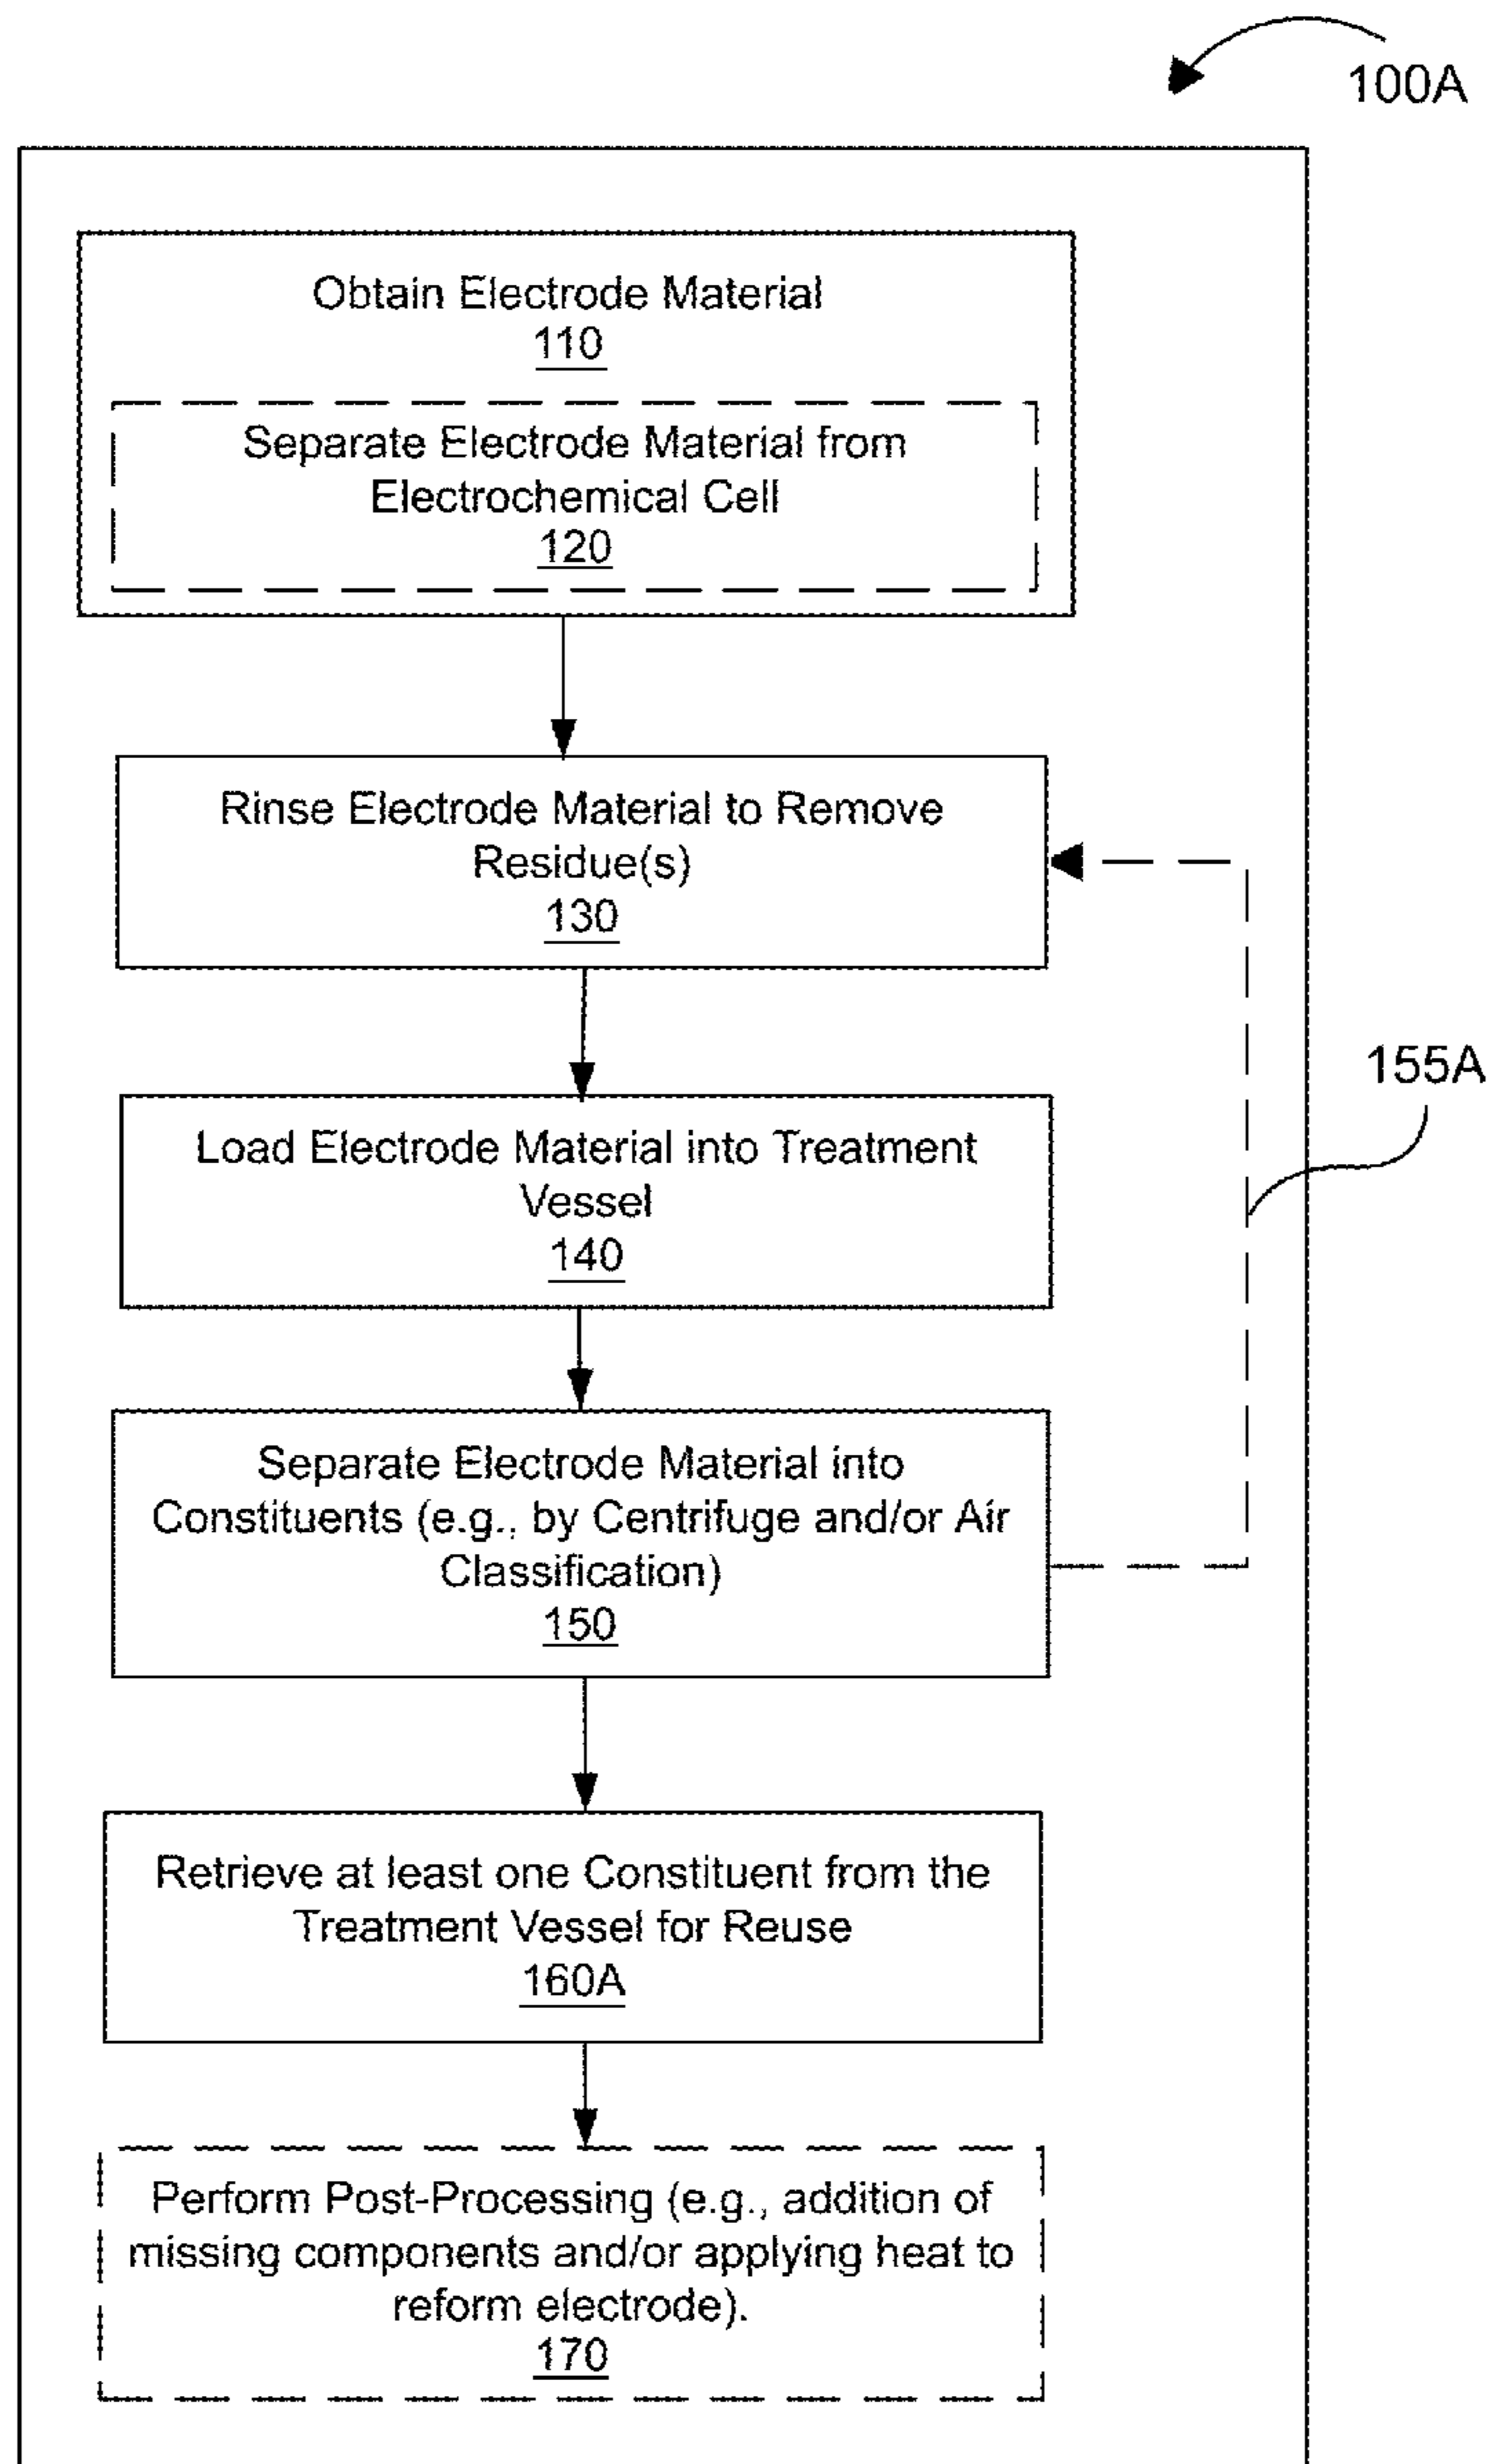 100A
Obtain Electrode Material
110
Separate Electrode Material from
Electrochemical Cell
120
Rinse Electrode Material to Remove
Residue(s)
130
Load Electrode Material into Treatment
Vessel
140
155A
Separate Electrode Material into
Constituents (e.g., by Centrifuge and/or Air
Classification)
150
Retrieve at least one Constituent from the
Treatment Vessel for Reuse
160A
Perform Post-Processing (e.g., addition of
missing components and/or applying heat to
reform electrode).
170